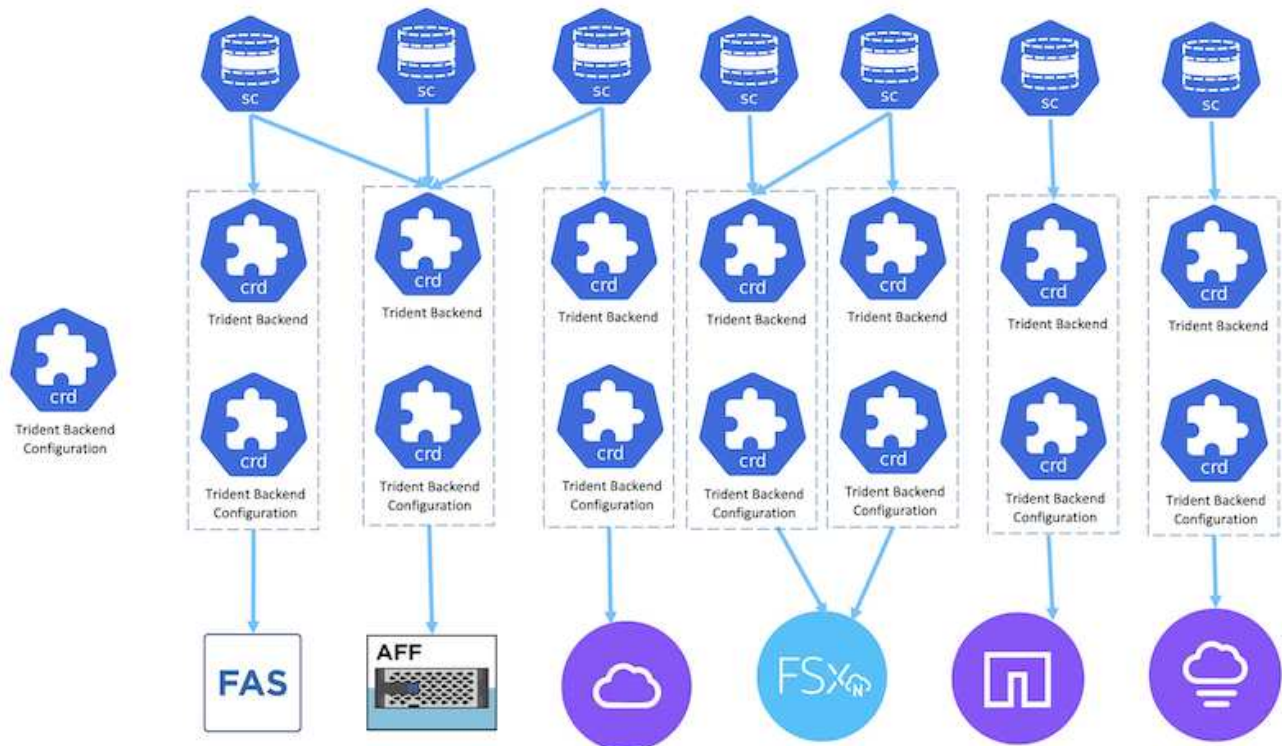 sc
sc
sc
sc
sc
sc
sc
crd
crd
crd
crd
crd
crd
crd
Trident Backend
Trident Backend
Trident Backend
Trident Backend
Trident Backend
Trident Backend
Trident Backend
crd
Trident Backend
Configuration
crd
crd
crd
crd
crd
crd
crd
Trident Backend
Configuration
Trident Backend
Configuration
Trident Backend
Configuration
Trident Backend
Configuration
Trident Backend
Configuration
Trident Backend
Configuration
Trident Backend
Configuration
FAS
AFF
FSx
N